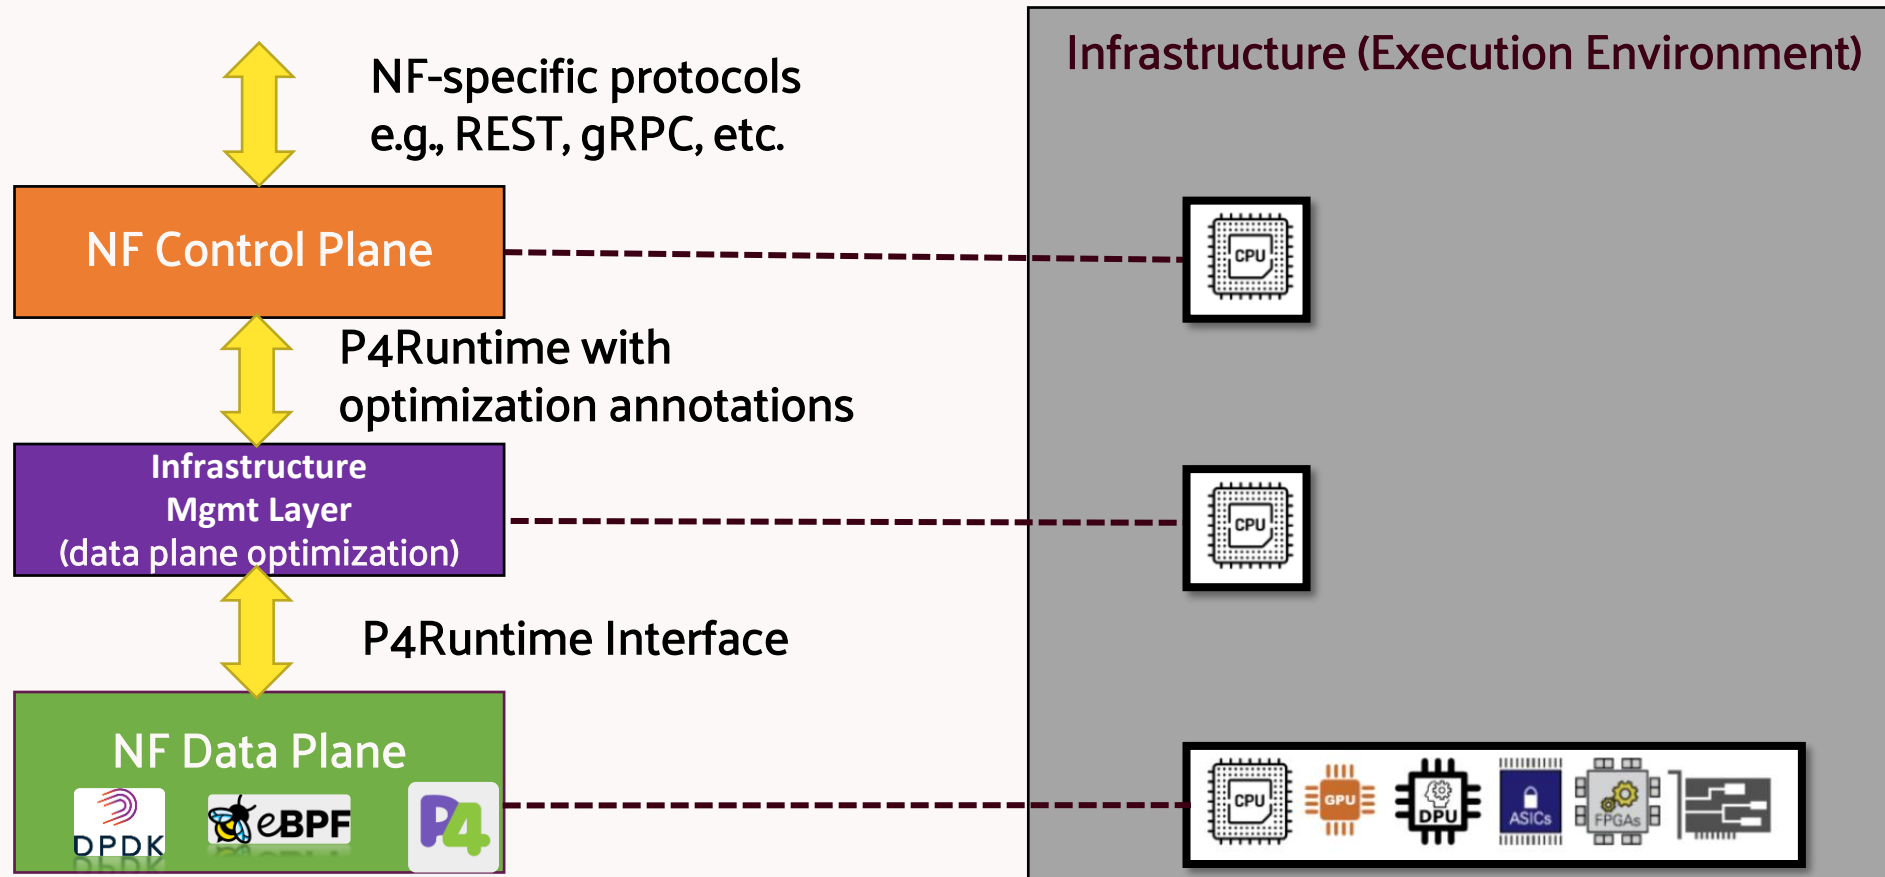 NF-specific protocols
e.g., REST, gRPC, etc.
Infrastructure (Execution Environment)
NF Control Plane
CPU
P4Runtime with
optimization annotations
Infrastructure
Mgmt Layer
(data plane optimization)
CPU
P4Runtime Interface
NF Data Plane
DPDK
eBPF
P4
CPU
GPU
DPU
ASICs
FPGAs